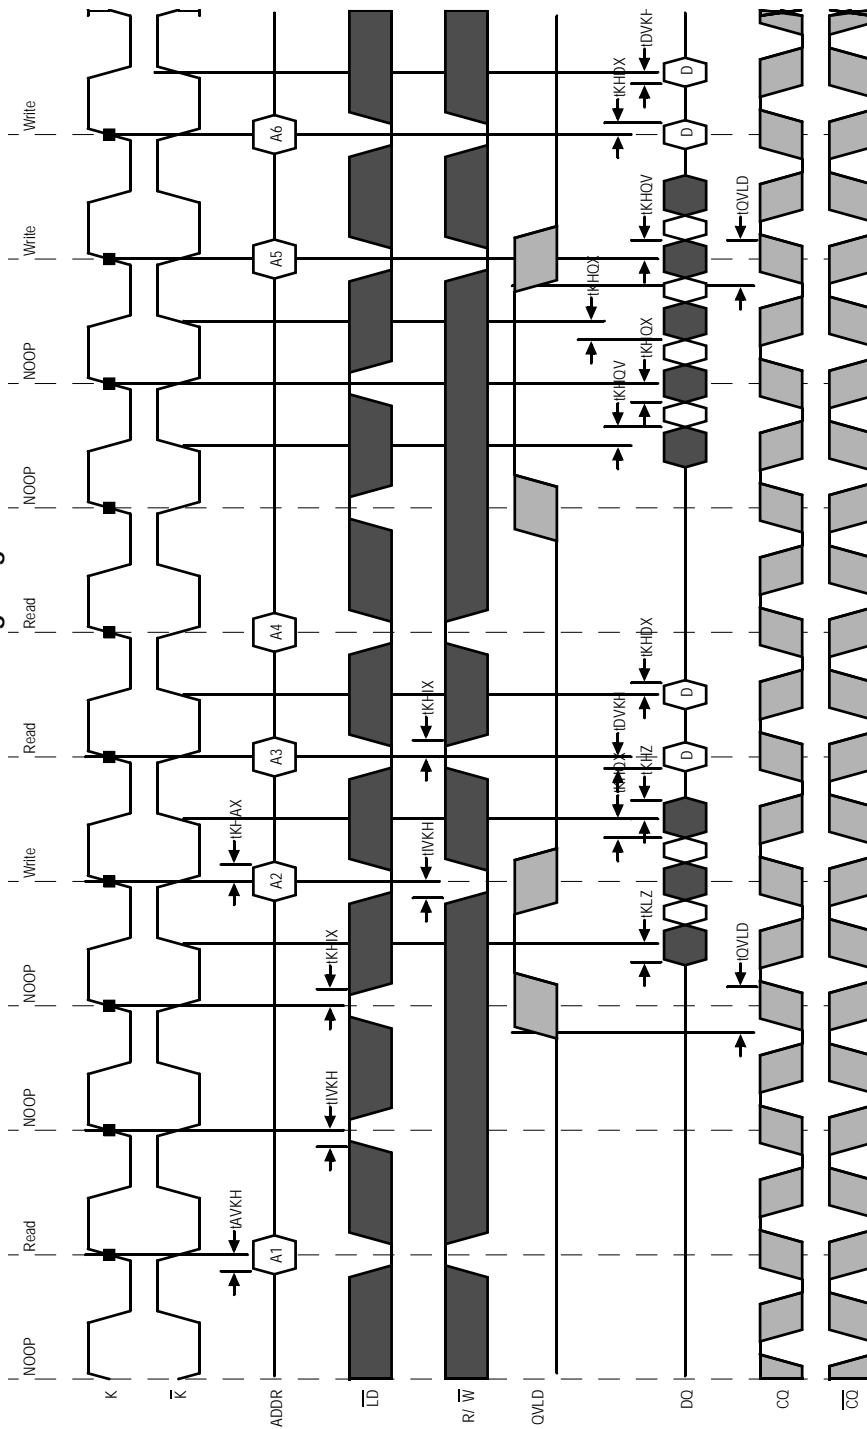 NOOP Read NOOP NOOP Write Read Read NOOP NOOP Write Write
K
K̅
tAVKH tKHAX
ADDR A1 A2 A3 A4 A5 A6
tIVKH tKHIX
L̅D̅
tIVKH tKHIX
R/ W̅
QVLD
tKHQX
tKHQX tDVKH tKHQV tKHDX
tKLZ tKHZ tKHDX tKHQX tKHQV tDVKH
DQ D D D D
tQVLD tQVLD
CQ
C̅Q̅